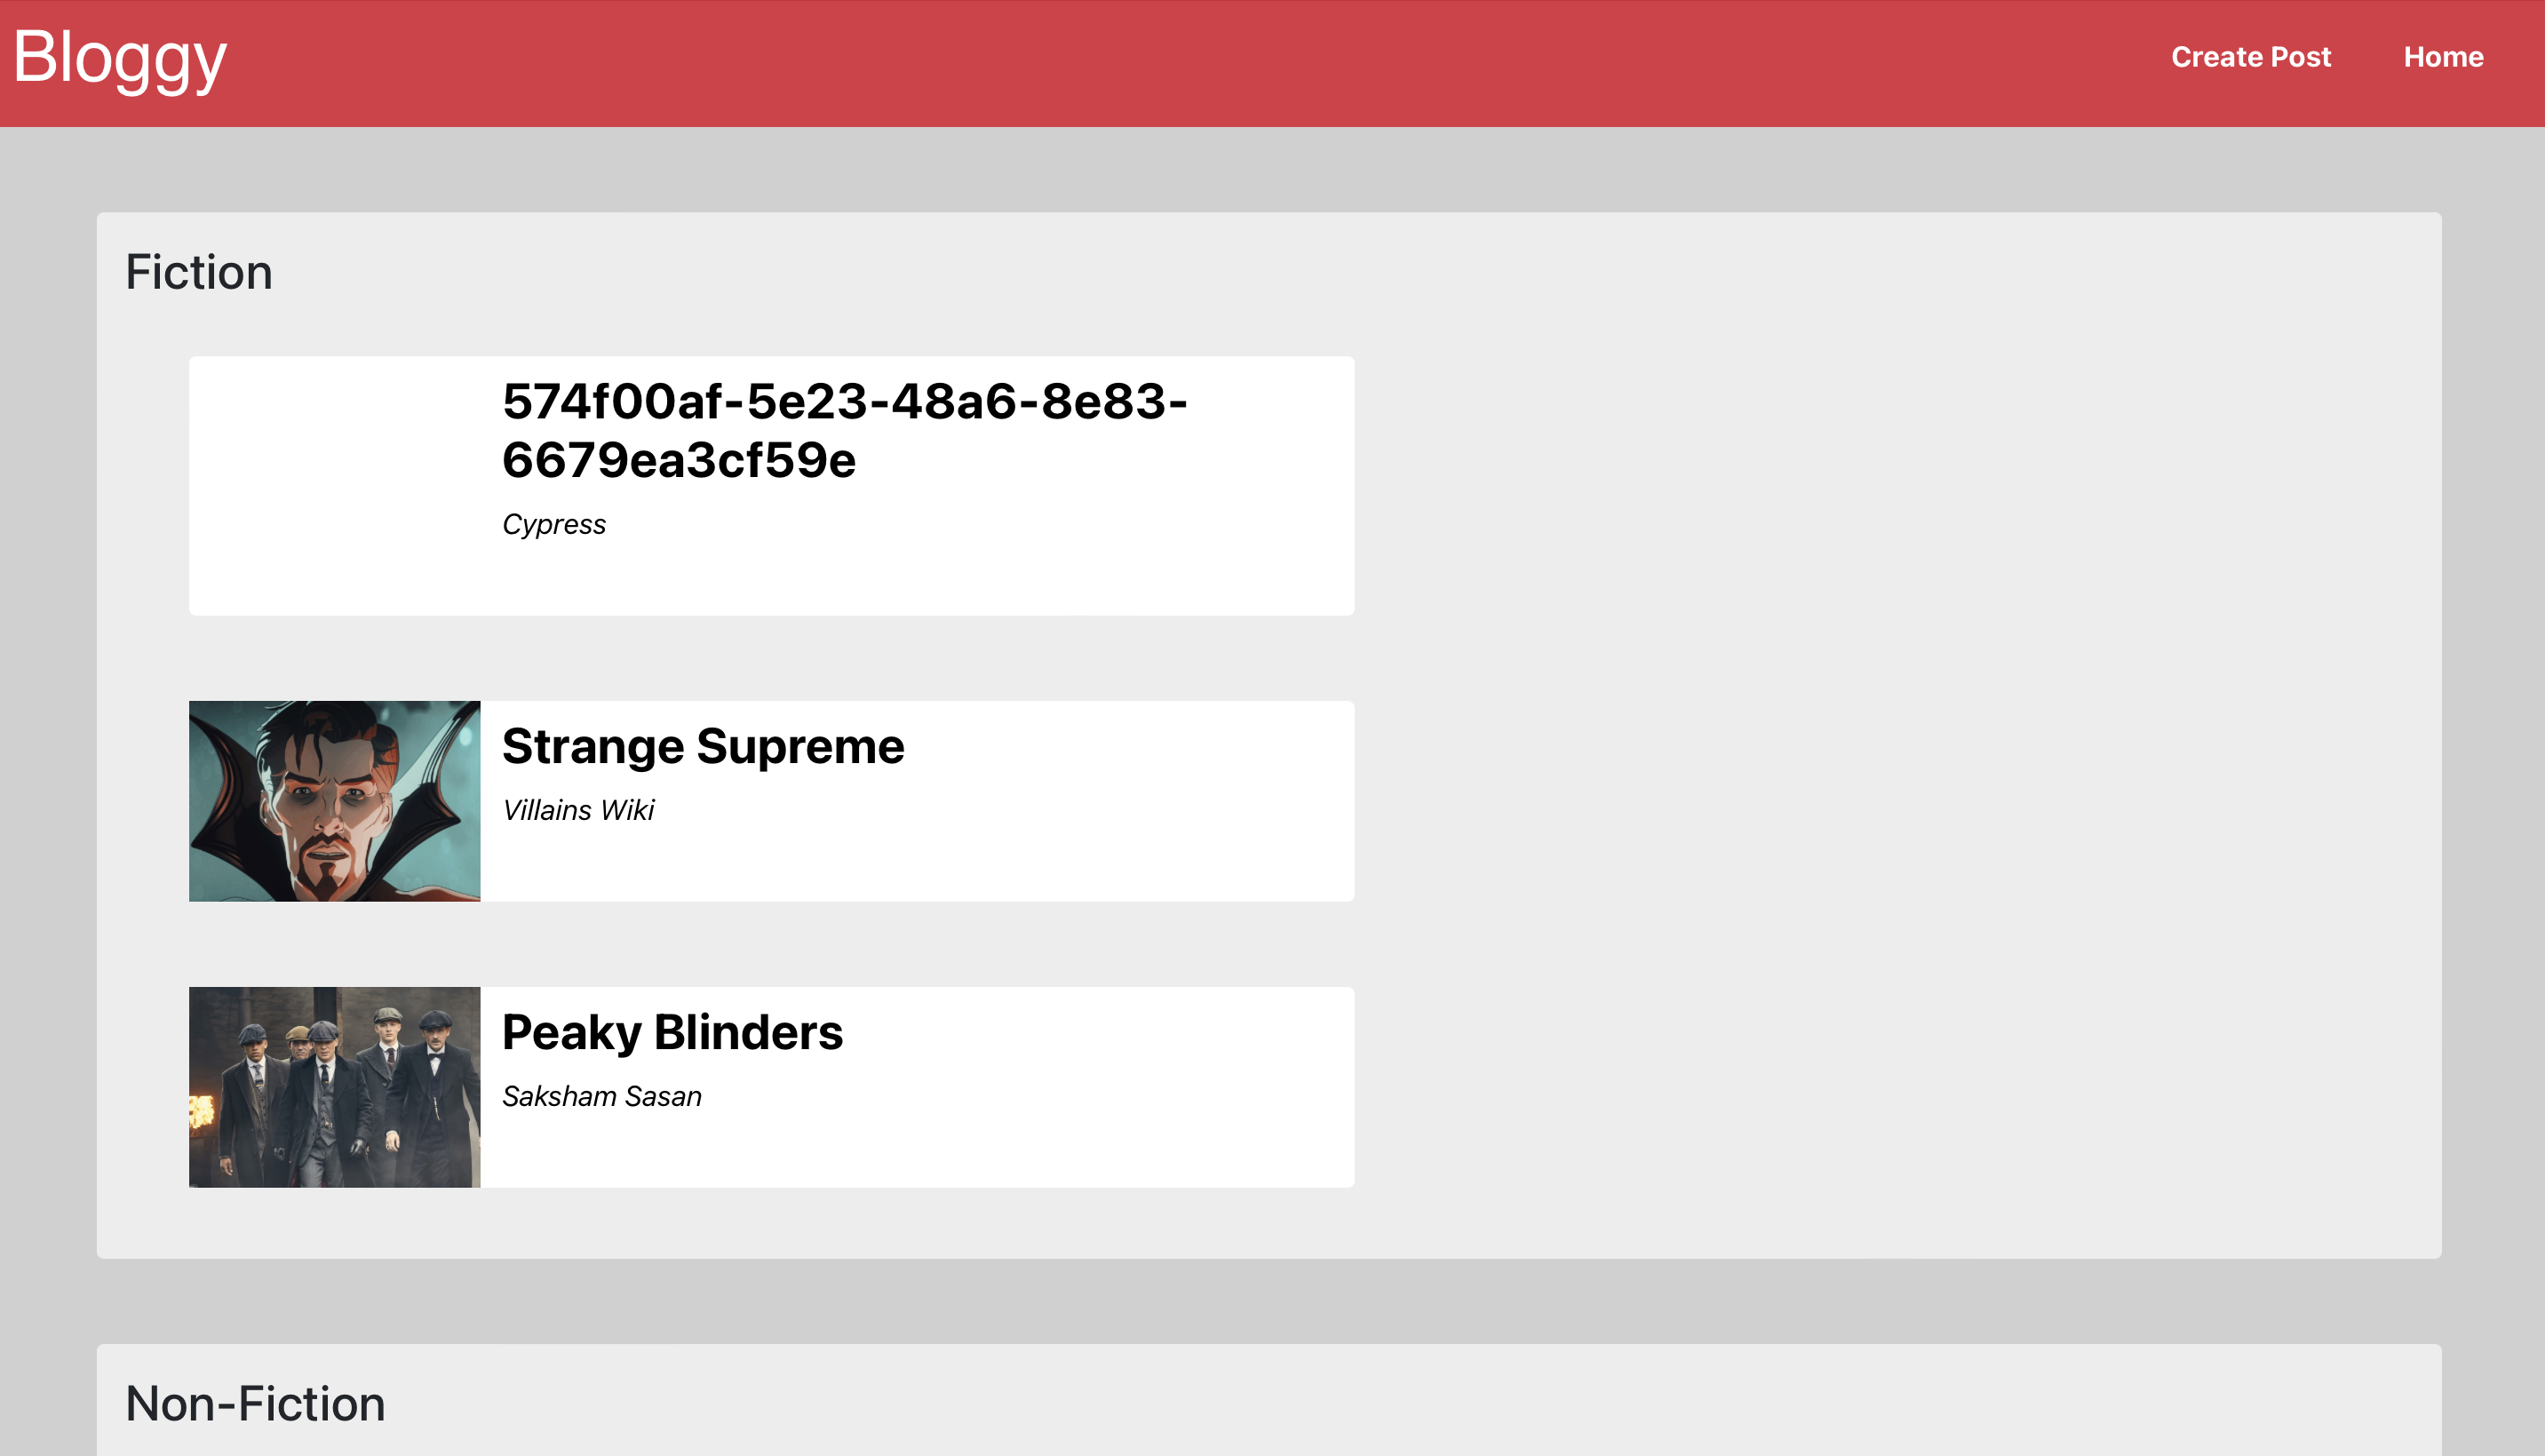 Bloggy
Create Post
Home
Fiction
574f00af-5e23-48a6-8e83-
6679ea3cf59e
Cypress
Strange Supreme
Villains Wiki
Peaky Blinders
Saksham Sasan
Non-Fiction